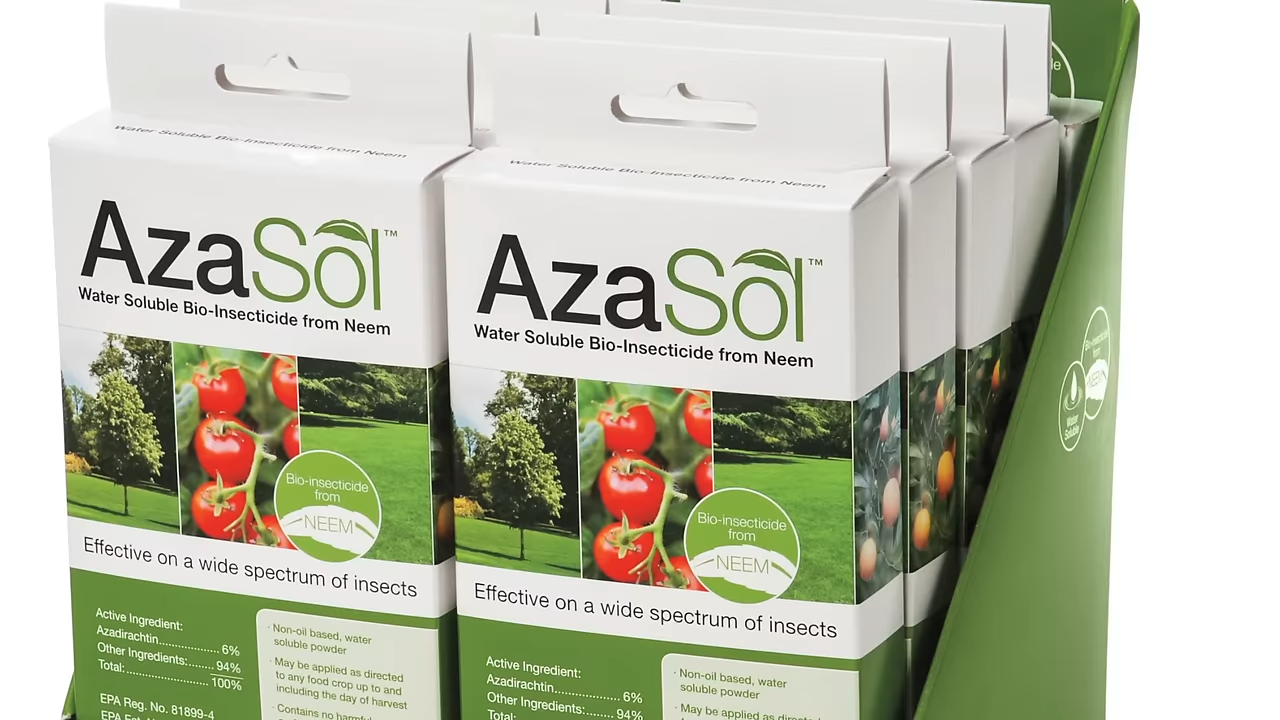 Water Soluble Bio-Insecticide from Neem
AzaSol™
Water Soluble Bio-Insecticide from Neem
Bio-insecticide
from
NEEM
Effective on a wide spectrum of insects
Active Ingredient:
Azadirachtin................... 6%
Other Ingredients:....... 94%
Total:........................... 100%
EPA Reg. No. 81899-4
· Non-oil based, water
soluble powder
· May be applied as directed
to any food crop up to and
including the day of harvest
· Contains no harmful
Water Soluble Bio-Insecticide from Neem
AzaSol™
Water Soluble Bio-Insecticide from Neem
Bio-insecticide
from
NEEM
Effective on a wide spectrum of insects
Active Ingredient:
Azadirachtin................... 6%
Other Ingredients:....... 94%
Total:
· Non-oil based, water
soluble powder
· May be applied as directed
Bio-insecticide
from
NEEM
Water
Soluble